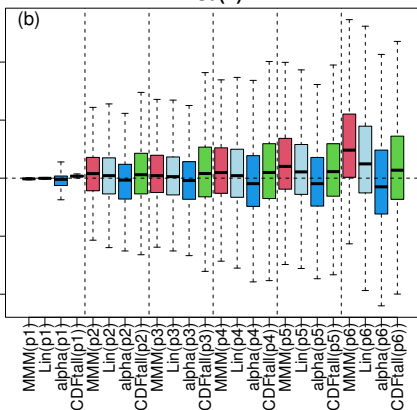 (b)
MMM(p1)
Lin(p1)
alpha(p1)
CDFtall(p1))
MMM(p2)
Lin(p2)
alpha(p2)
CDFtall(p2))
MMM(p3)
Lin(p3)
alpha(p3)
CDFtall(p3))
MMM(p4)
Lin(p4)
alpha(p4)
CDFtall(p4))
MMM(p5)
Lin(p5)
alpha(p5)
CDFtall(p5))
MMM(p6)
Lin(p6)
alpha(p6)
CDFtall(p6))